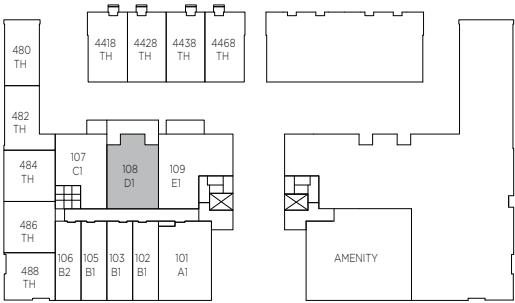 4418 4428 4438 4468
TH TH TH TH
480
TH
482
TH
484
TH
107
C1
108
D1
109
E1
486
TH
488
TH
106
B2
105
B1
103
B1
102
B1
101
A1
AMENITY